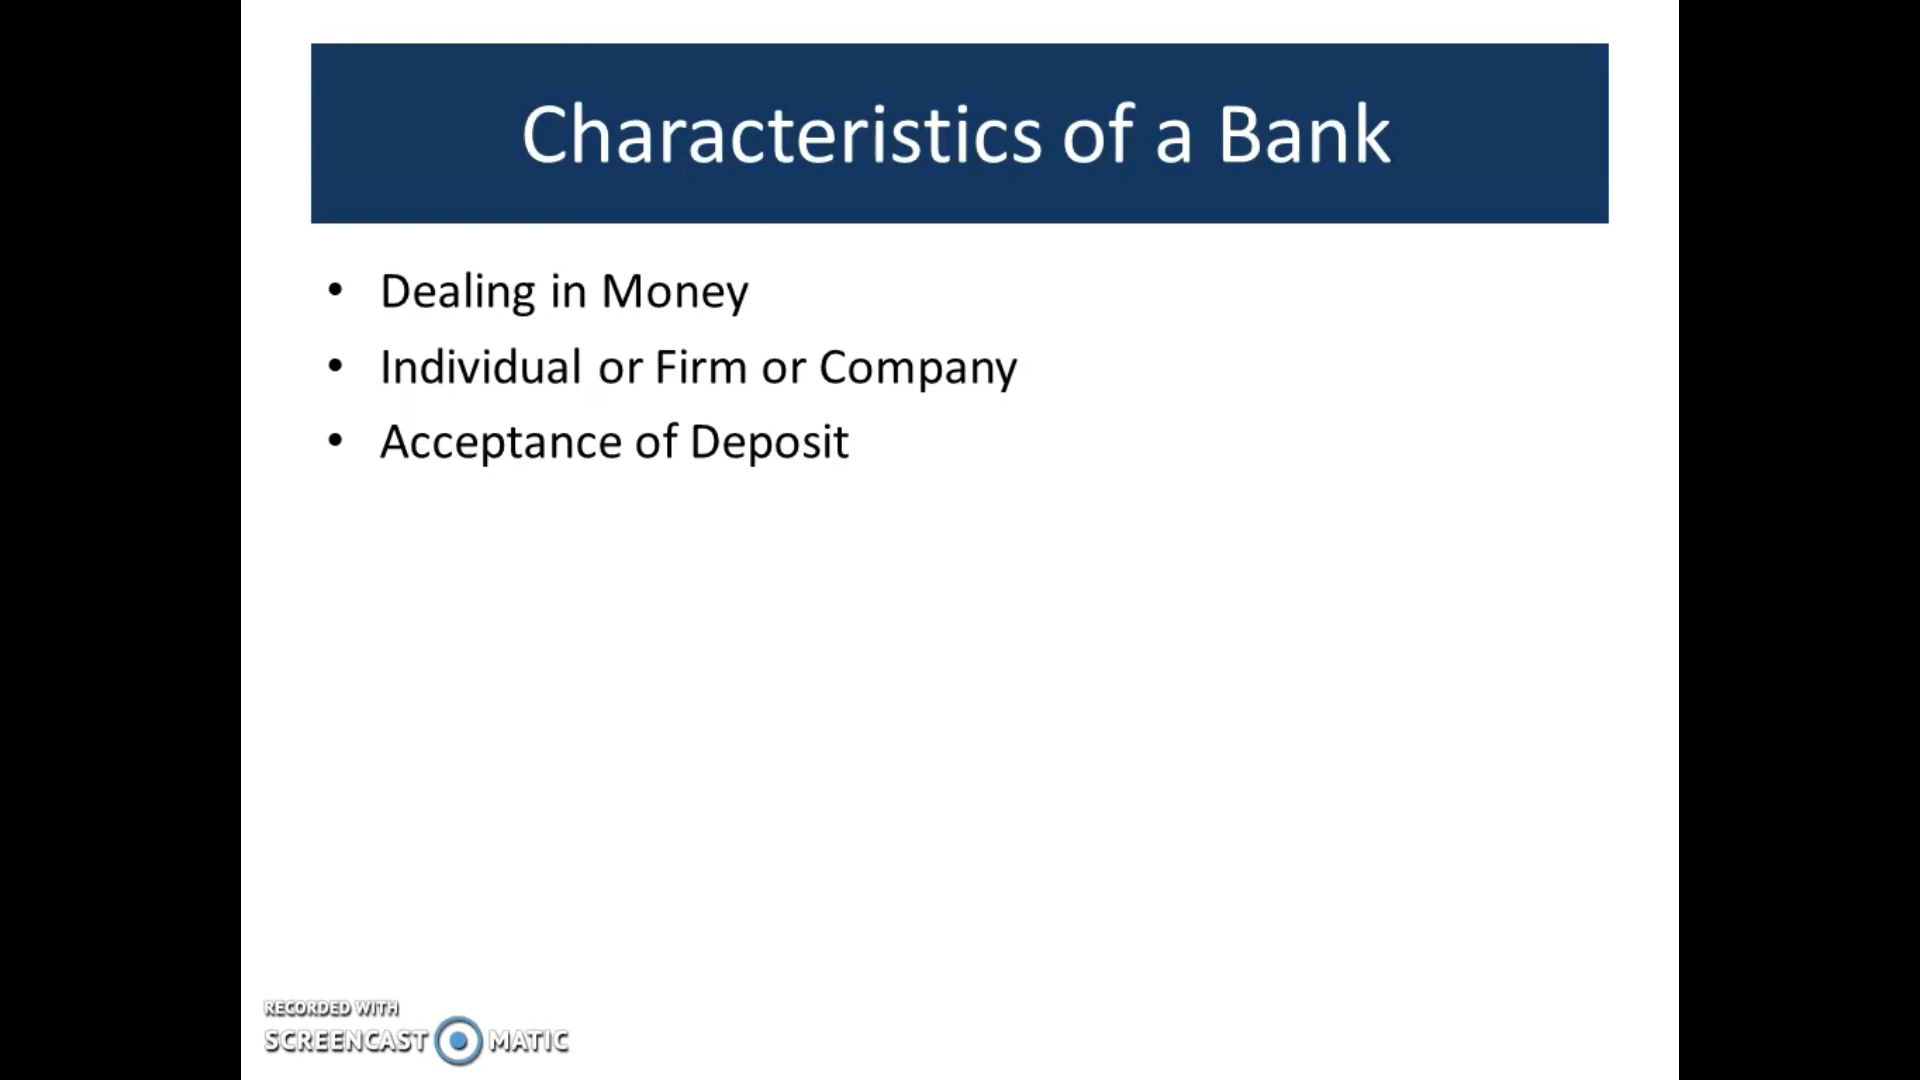 Characteristics of a Bank
• Dealing in Money
• Individual or Firm or Company
• Acceptance of Deposit
RECORDED WITH
SCREENCAST MATIC